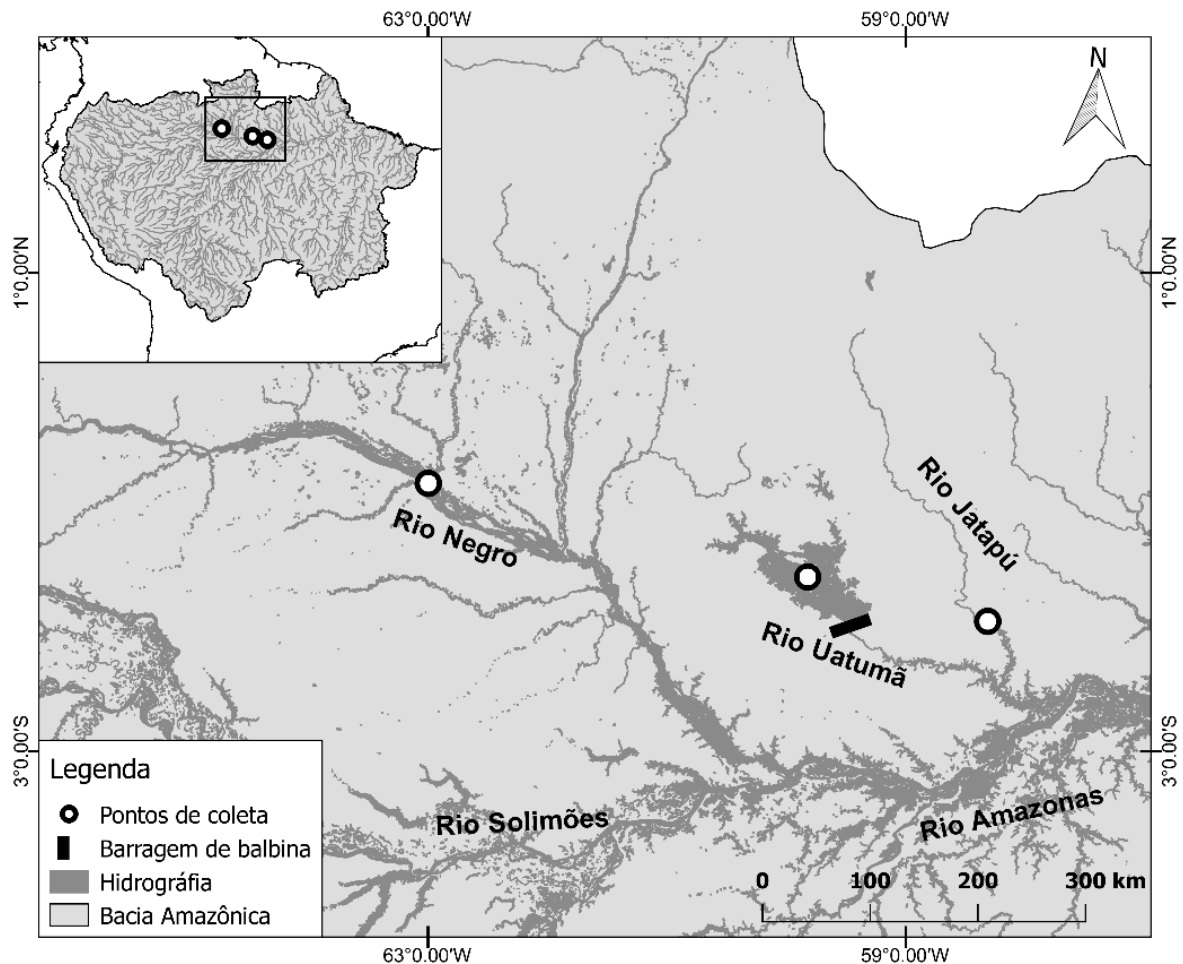 63°0.00'W
59°0.00'W
N
1°0.00'N
1°0.00'N
Rio Negro
Rio Jatapú
Rio Uatumã
3°0.00'S
3°0.00'S
Rio Solimões
Rio Amazonas
Legenda
Pontos de coleta
Barragem de balbina
Hidrográfia
Bacia Amazônica
0 100 200 300 km
63°0.00'W
59°0.00'W